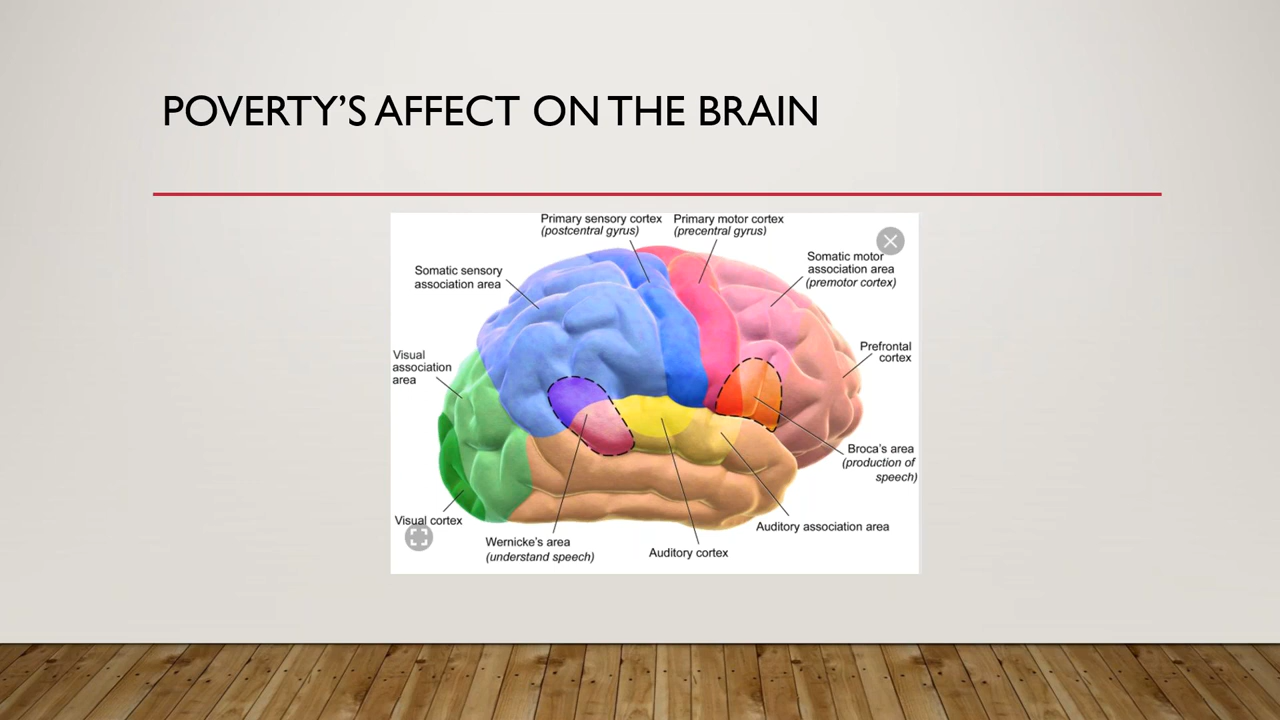 POVERTY'S AFFECT ON THE BRAIN
Primary sensory cortex
(postcentral gyrus)
Primary motor cortex
(precentral gyrus)
Somatic sensory
association area
Somatic motor
association area
(premotor cortex)
Visual
association
area
Prefrontal
cortex
Broca's area
(production of
speech)
Visual cortex
Wernicke's area
(understand speech)
Auditory cortex
Auditory association area